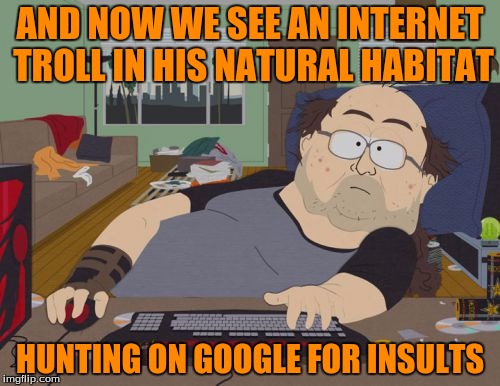 AND NOW WE SEE AN INTERNET
TROLL IN HIS NATURAL HABITAT
HUNTING ON GOOGLE FOR INSULTS
imgflip.com